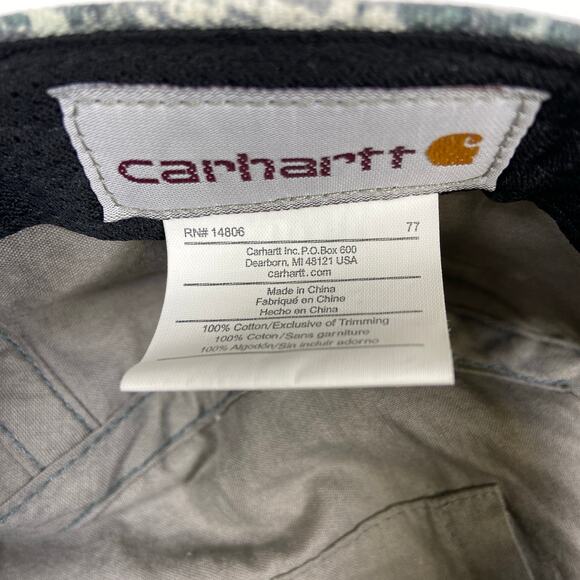 carhartt
RN# 14806 77
Carhartt Inc. P.O. Box 600
Dearborn, MI 48121 USA
carhartt.com
Made in China
Fabriqué en Chine
Hecho en China
100% Cotton/Exclusive of Trimming
100% Coton/Sans garniture
100% Algodón/Sin incluir adorno